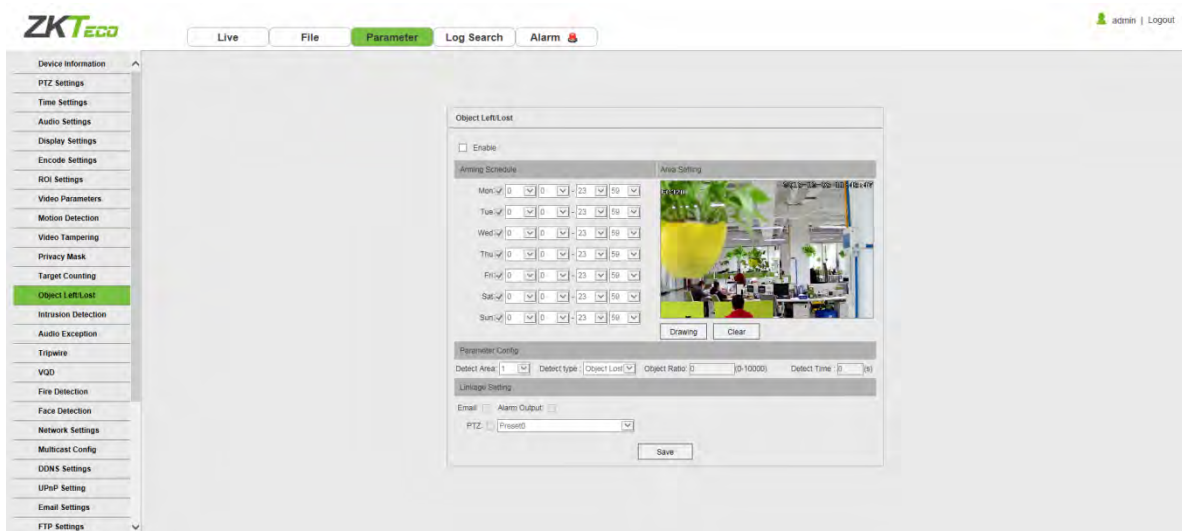 ZKTeco
admin | Logout
Live File Parameter Log Search Alarm
Device Information
PTZ Settings
Time Settings
Audio Settings
Display Settings
Encode Settings
ROI Settings
Video Parameters
Motion Detection
Video Tampering
Privacy Mask
Target Counting
Object Left/Lost
Intrusion Detection
Audio Exception
Tripwire
VQD
Fire Detection
Face Detection
Network Settings
Multicast Config
DDNS Settings
UPnP Setting
Email Settings
FTP Settings
Object Left/Lost
Enable
Arming Schedule Area Setting
Mon 0 0 - 23 59
Tue 0 0 - 23 59
Wed 0 0 - 23 59
Thu 0 0 - 23 59
Fri 0 0 - 23 59
Sat 0 0 - 23 59
Sun 0 0 - 23 59
Drawing Clear
Parameter Config
Detect Area: 1 Detect type : Object Lost Object Ratio: 0 (0-10000) Detect Time : 0 (s)
Linkage Setting
Email: Alarm Output:
PTZ: Preset0
Save